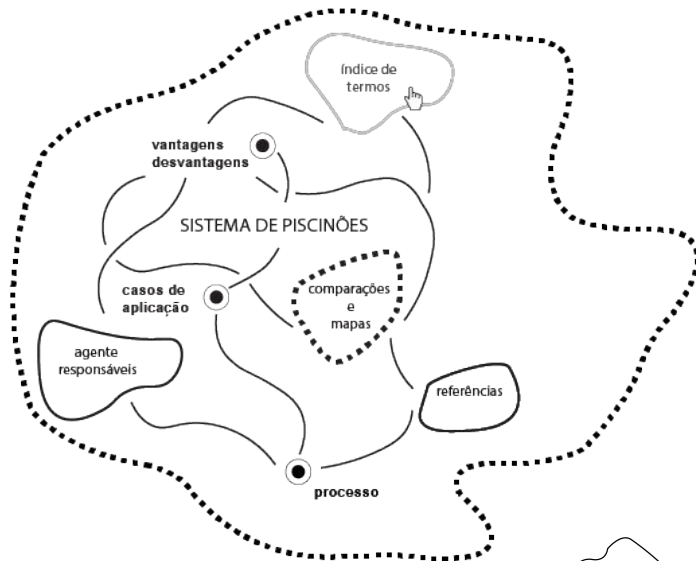 índice de
termos
vantagens
desvantagens
SISTEMA DE PISCINÕES
casos de
aplicação
comparações
e
mapas
agente
responsáveis
referências
processo